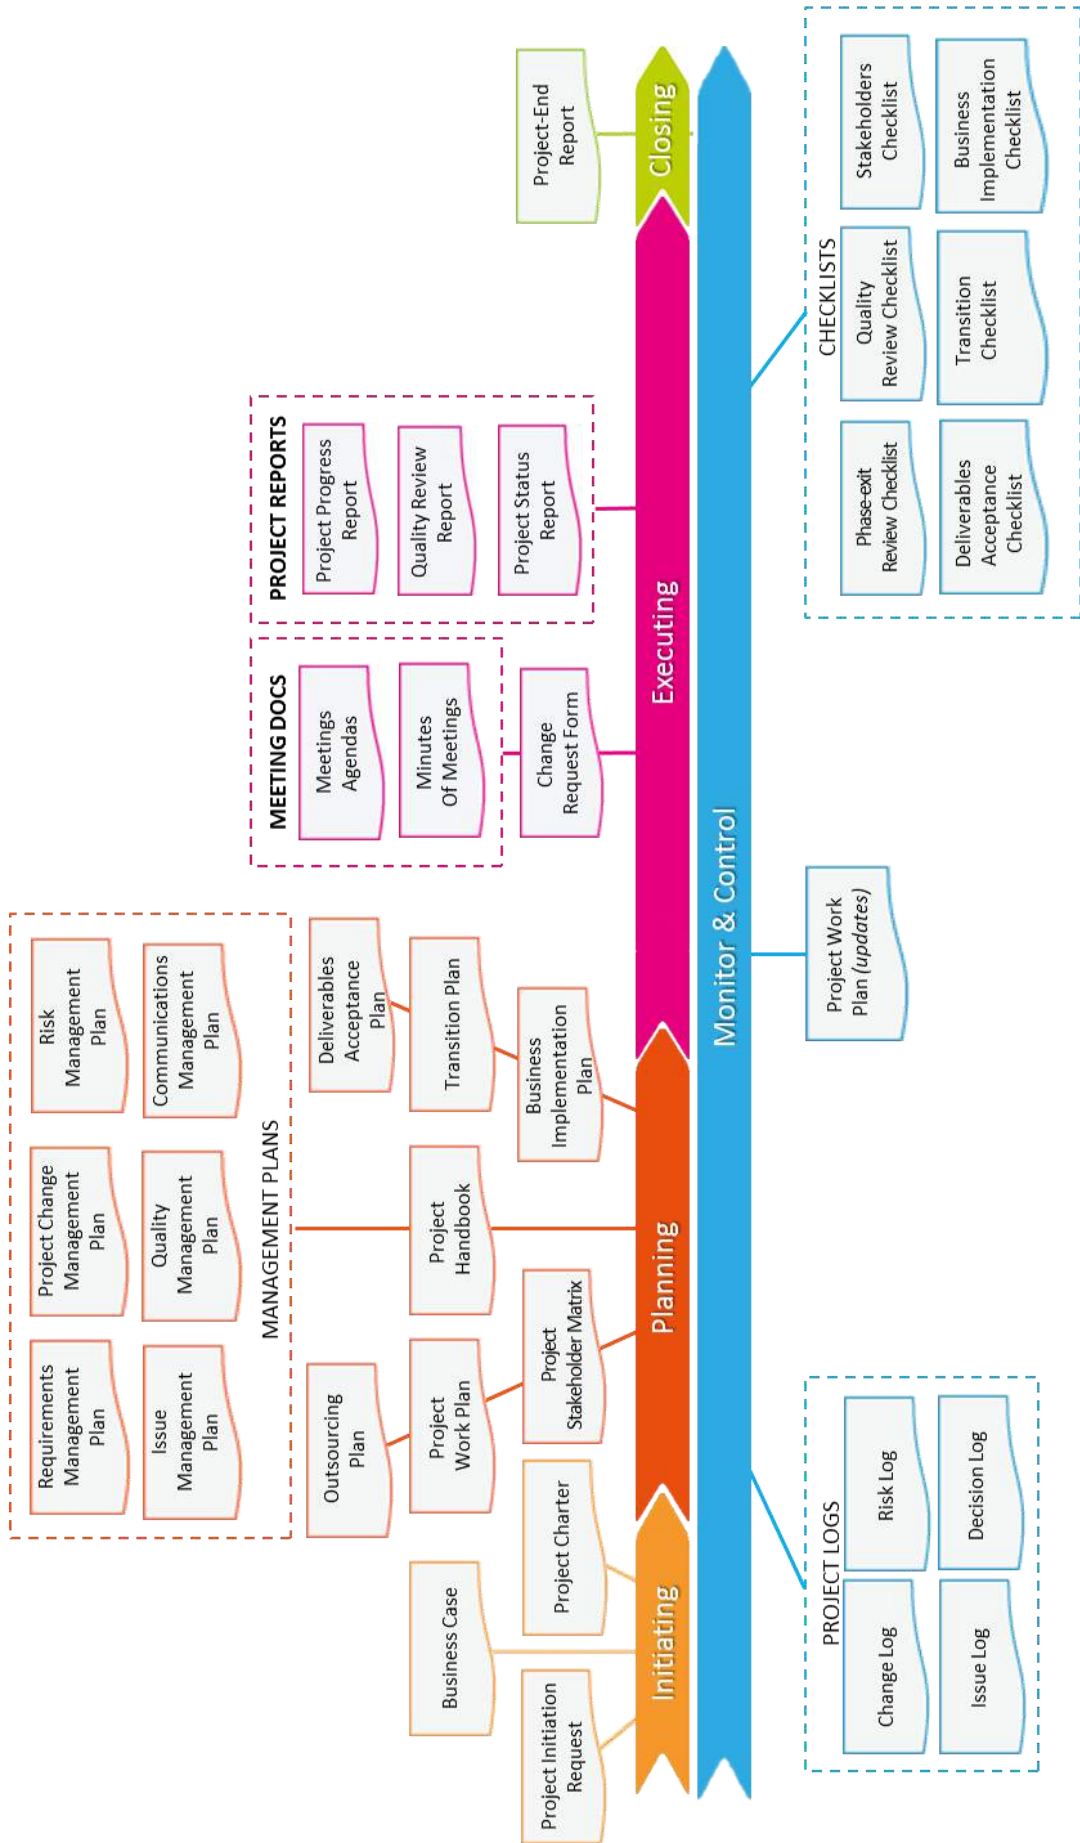 Requirements
Management
Plan
Project Change
Management
Plan
Risk
Management
Plan
Issue
Management
Plan
Quality
Management
Plan
Communications
Management
Plan
MANAGEMENT PLANS
MEETING DOCS
Meetings
Agendas
Minutes
Of Meetings
PROJECT REPORTS
Project Progress
Report
Quality Review
Report
Project Status
Report
Outsourcing
Plan
Deliverables
Acceptance
Plan
Business Case
Project
Work Plan
Project
Handbook
Transition Plan
Project Initiation
Request
Project Charter
Project
Stakeholder Matrix
Business
Implementation
Plan
Change
Request Form
Project-End
Report
Initiating
Planning
Executing
Closing
Monitor & Control
PROJECT LOGS
Change Log
Risk Log
Issue Log
Decision Log
Project Work
Plan (updates)
CHECKLISTS
Phase-exit
Review Checklist
Quality
Review Checklist
Stakeholders
Checklist
Deliverables
Acceptance
Checklist
Transition
Checklist
Business
Implementation
Checklist